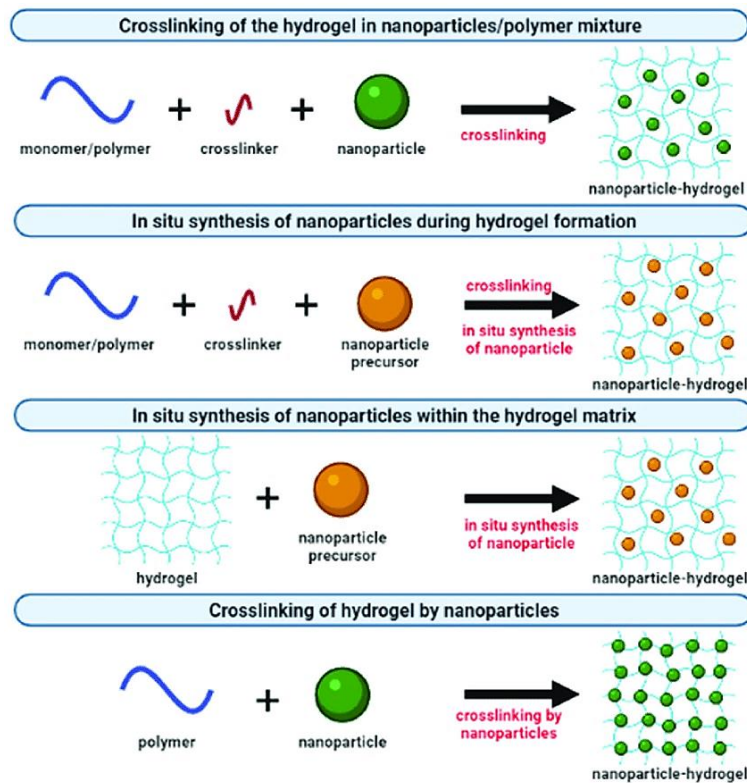 Crosslinking of the hydrogel in nanoparticles/polymer mixture
+ + crosslinking
monomer/polymer crosslinker nanoparticle nanoparticle-hydrogel
In situ synthesis of nanoparticles during hydrogel formation
+ + crosslinking
in situ synthesis
of nanoparticle
monomer/polymer crosslinker nanoparticle
precursor
nanoparticle-hydrogel
In situ synthesis of nanoparticles within the hydrogel matrix
+ in situ synthesis
of nanoparticle
nanoparticle
precursor
hydrogel nanoparticle-hydrogel
Crosslinking of hydrogel by nanoparticles
+ crosslinking by
nanoparticles
polymer nanoparticle nanoparticle-hydrogel